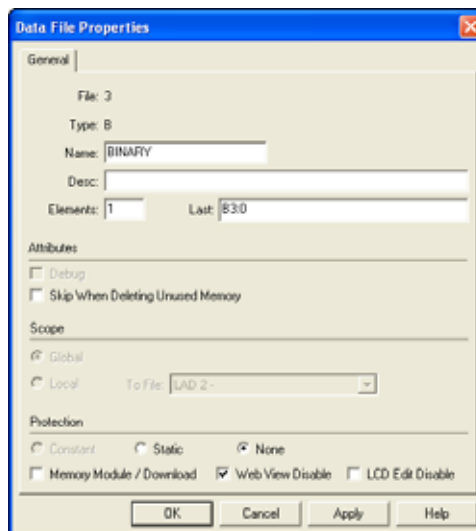 Data File Properties
General
File: 3
Type: B
Name: BINARY
Desc:
Elements: 1 Last: B3:0
Attributes
Debug
Skip When Deleting Unused Memory
Scope
Global
Local To File: LAD 2 -
Protection
Constant Static None
Memory Module / Download Web View Disable LCD Edit Disable
OK Cancel Apply Help